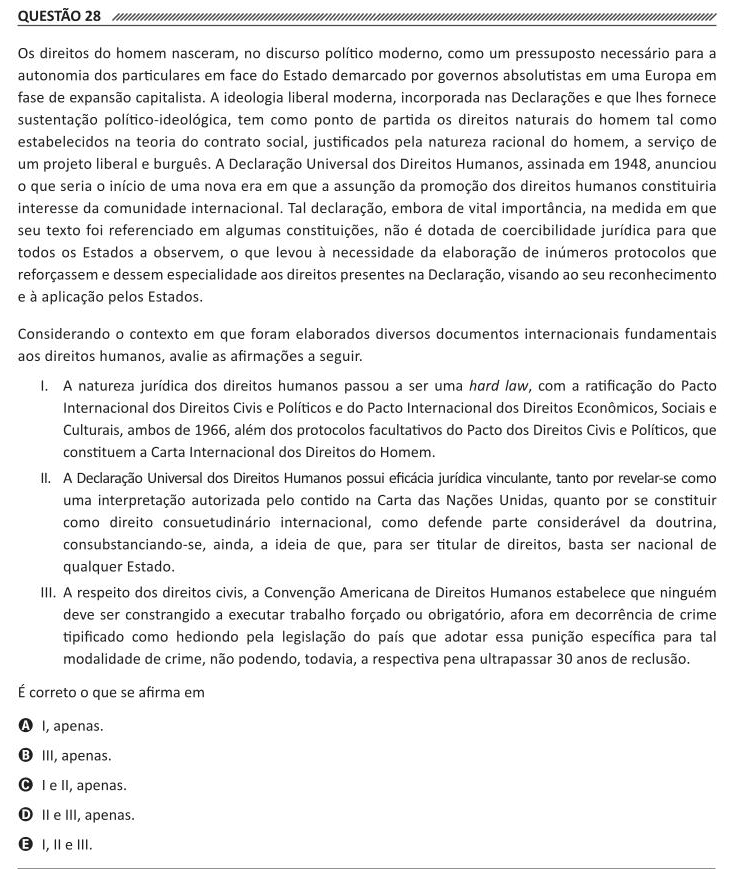 QUESTÃO 28
Os direitos do homem nasceram, no discurso político moderno, como um pressuposto necessário para a
autonomia dos particulares em face do Estado demarcado por governos absolutistas em uma Europa em
fase de expansão capitalista. A ideologia liberal moderna, incorporada nas Declarações e que lhes fornece
sustentação político-ideológica, tem como ponto de partida os direitos naturais do homem tal como
estabelecidos na teoria do contrato social, justificados pela natureza racional do homem, a serviço de
um projeto liberal e burguês. A Declaração Universal dos Direitos Humanos, assinada em 1948, anunciou
o que seria o início de uma nova era em que a assunção da promoção dos direitos humanos constituiria
interesse da comunidade internacional. Tal declaração, embora de vital importância, na medida em que
seu texto foi referenciado em algumas constituições, não é dotada de coercibilidade jurídica para que
todos os Estados a observem, o que levou à necessidade da elaboração de inúmeros protocolos que
reforçassem e dessem especialidade aos direitos presentes na Declaração, visando ao seu reconhecimento
e à aplicação pelos Estados.
Considerando o contexto em que foram elaborados diversos documentos internacionais fundamentais
aos direitos humanos, avalie as afirmações a seguir.
I. A natureza jurídica dos direitos humanos passou a ser uma hard law, com a ratificação do Pacto
Internacional dos Direitos Civis e Políticos e do Pacto Internacional dos Direitos Econômicos, Sociais e
Culturais, ambos de 1966, além dos protocolos facultativos do Pacto dos Direitos Civis e Políticos, que
constituem a Carta Internacional dos Direitos do Homem.
II. A Declaração Universal dos Direitos Humanos possui eficácia jurídica vinculante, tanto por revelar-se como
uma interpretação autorizada pelo contido na Carta das Nações Unidas, quanto por se constituir
como direito consuetudinário internacional, como defende parte considerável da doutrina,
consubstanciando-se, ainda, a ideia de que, para ser titular de direitos, basta ser nacional de
qualquer Estado.
III. A respeito dos direitos civis, a Convenção Americana de Direitos Humanos estabelece que ninguém
deve ser constrangido a executar trabalho forçado ou obrigatório, afora em decorrência de crime
tipificado como hediondo pela legislação do país que adotar essa punição específica para tal
modalidade de crime, não podendo, todavia, a respectiva pena ultrapassar 30 anos de reclusão.
É correto o que se afirma em
A I, apenas.
B III, apenas.
C I e II, apenas.
D II e III, apenas.
E I, II e III.